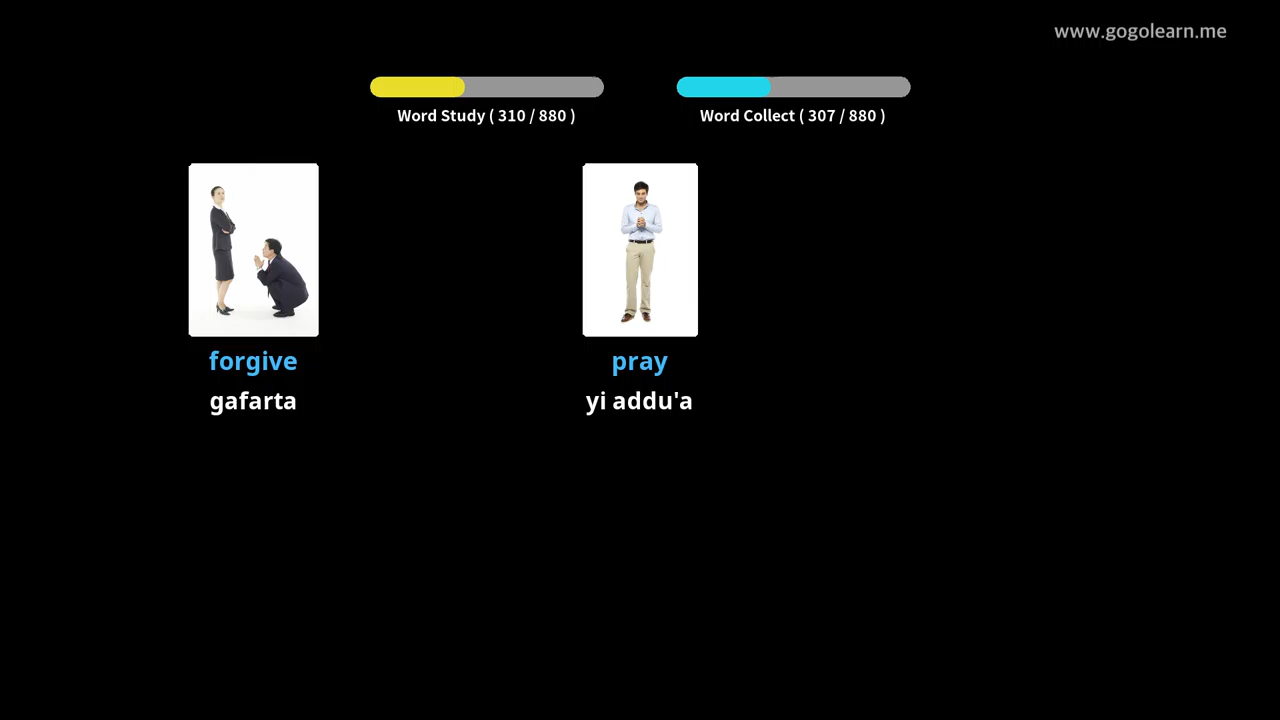 www.gogolearn.me
Word Study ( 310 / 880 )
Word Collect ( 307 / 880 )
forgive
gafarta
pray
yi addu'a